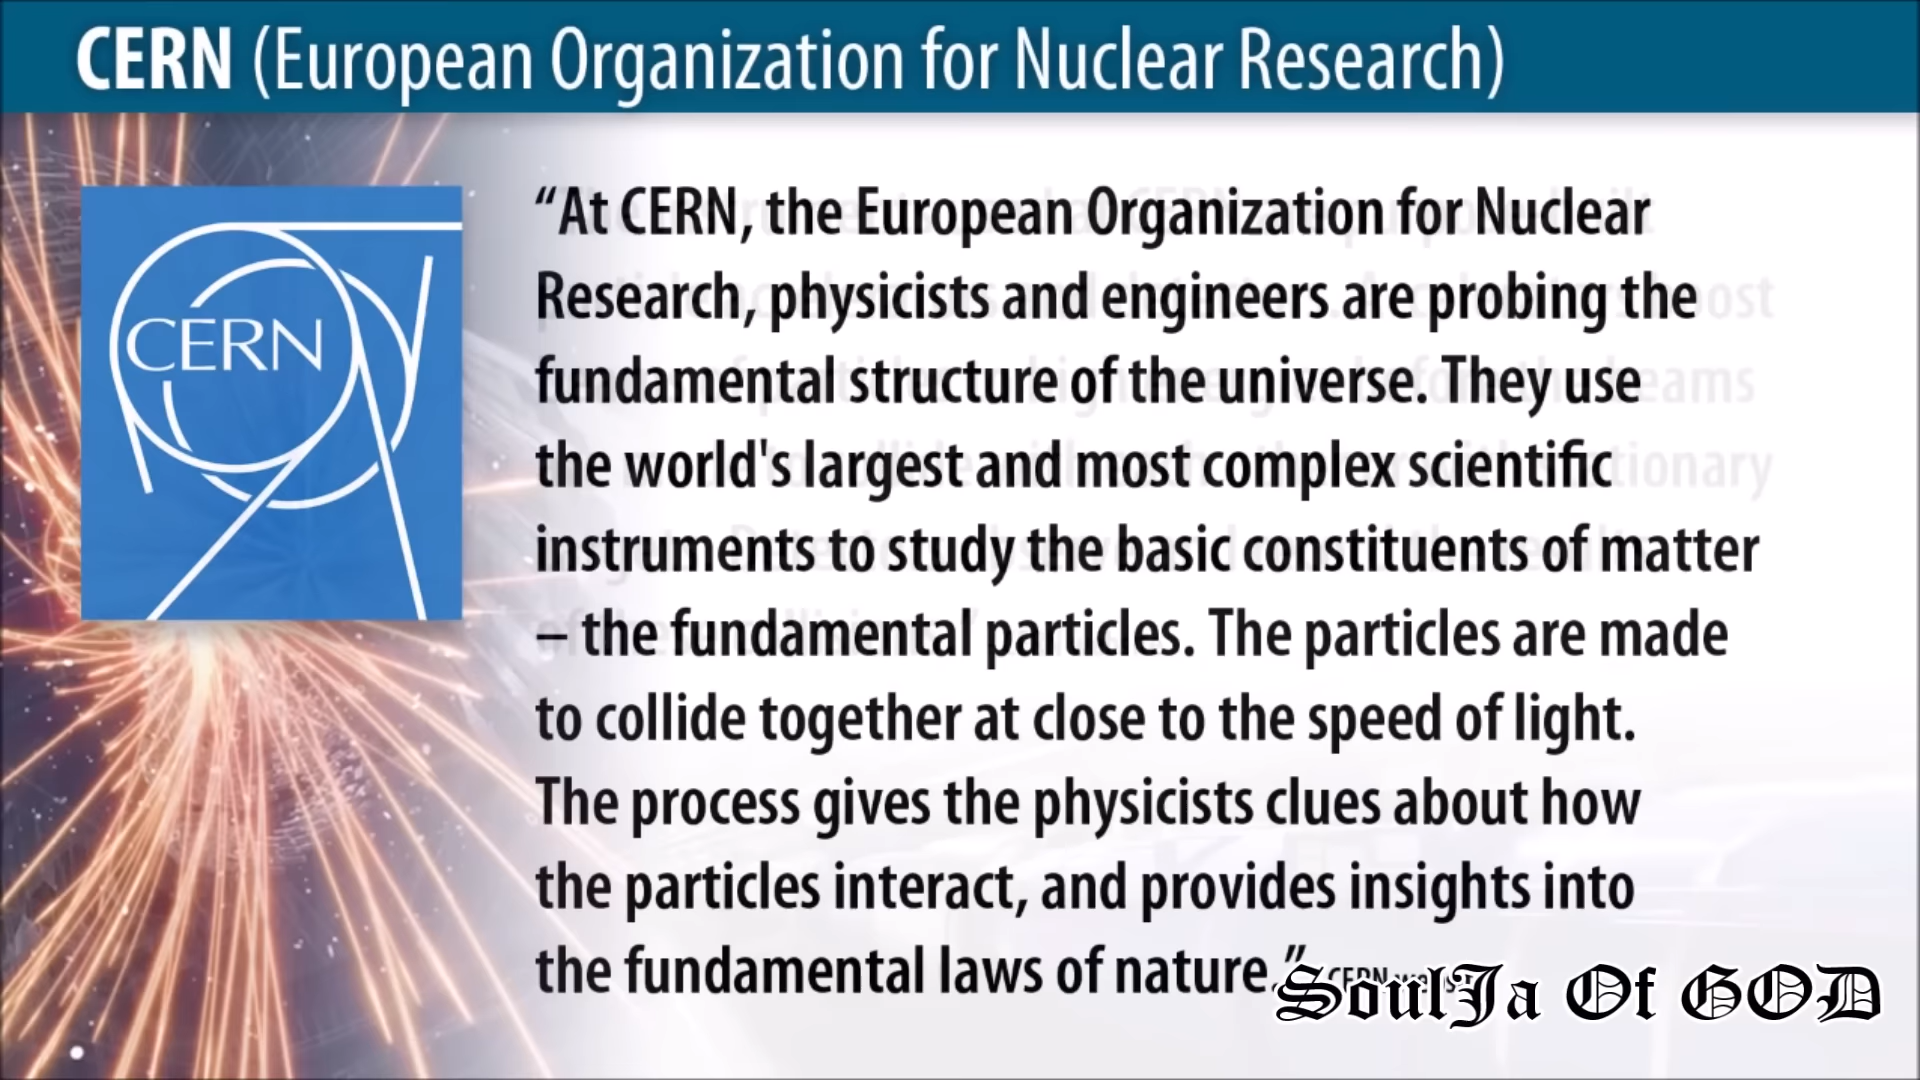 CERN (European Organization for Nuclear Research)
CERN
“At CERN, the European Organization for Nuclear
Research, physicists and engineers are probing the
fundamental structure of the universe. They use
the world's largest and most complex scientific
instruments to study the basic constituents of matter
– the fundamental particles. The particles are made
to collide together at close to the speed of light.
The process gives the physicists clues about how
the particles interact, and provides insights into
the fundamental laws of nature.” CERN
SoulJa Of GOD